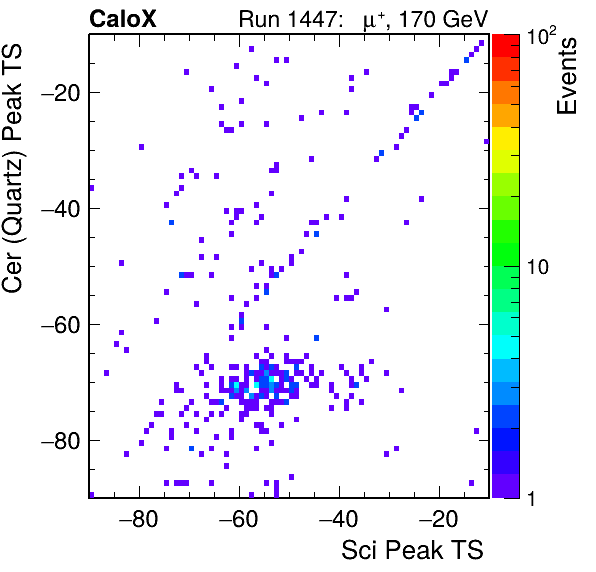 CaloX Run 1447: μ⁺, 170 GeV
Cer (Quartz) Peak TS
−20
−40
−60
−80
−80 −60 −40 −20
Sci Peak TS
10²
10
1
Events